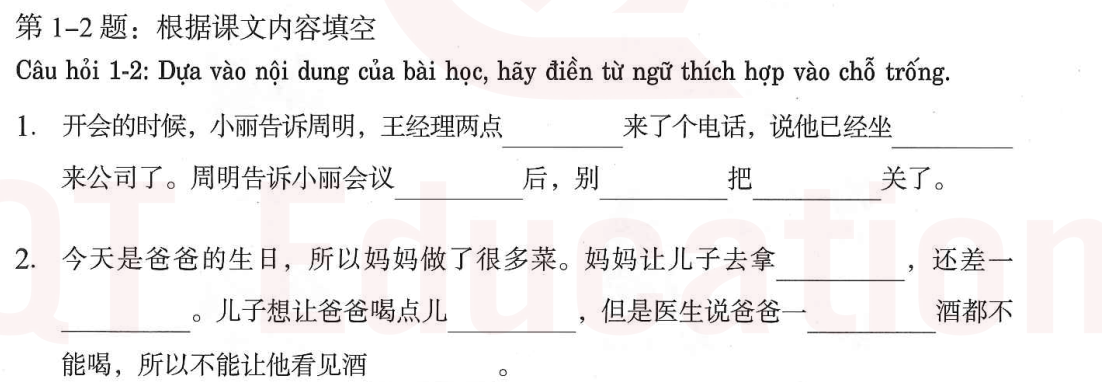 第 1-2 题：根据课文内容填空
Câu hỏi 1-2: Dựa vào nội dung của bài học, hãy điền từ ngữ thích hợp vào chỗ trống.
1. 开会的时候，小丽告诉周明，王经理两点________来了个电话，说他已经坐________
来公司了。周明告诉小丽会议________后，别________把________关了。
2. 今天是爸爸的生日，所以妈妈做了很多菜。妈妈让儿子去拿________，还差一
________。儿子想让爸爸喝点儿________，但是医生说爸爸一________酒都不
能喝，所以不能让他看见酒________。
QT Education